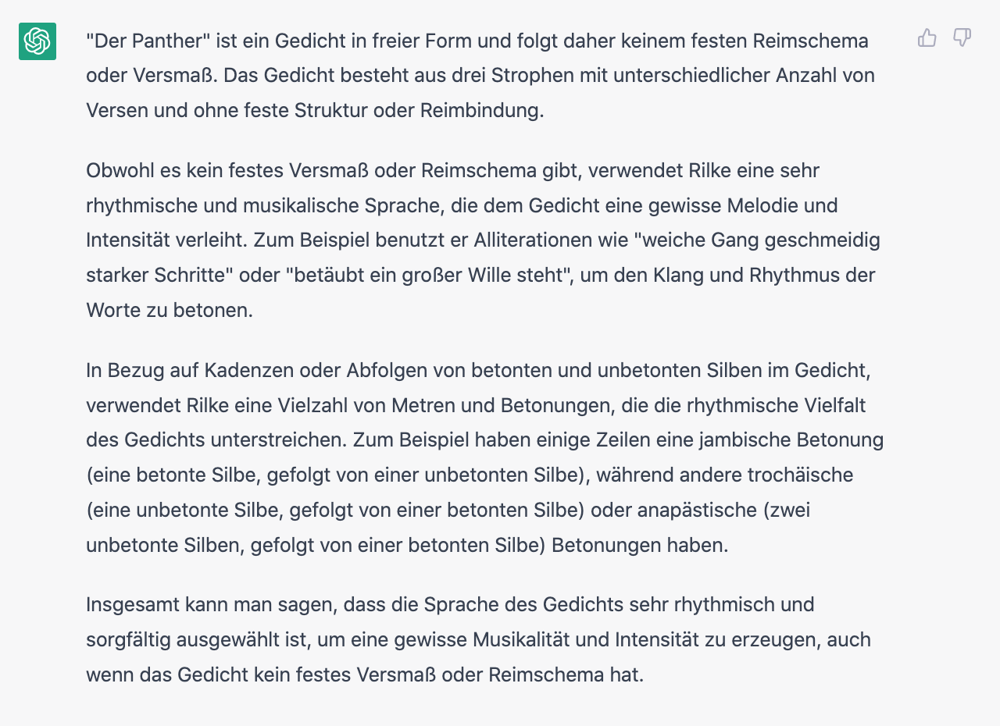 "Der Panther" ist ein Gedicht in freier Form und folgt daher keinem festen Reimschema
oder Versmaß. Das Gedicht besteht aus drei Strophen mit unterschiedlicher Anzahl von
Versen und ohne feste Struktur oder Reimbindung.
Obwohl es kein festes Versmaß oder Reimschema gibt, verwendet Rilke eine sehr
rhythmische und musikalische Sprache, die dem Gedicht eine gewisse Melodie und
Intensität verleiht. Zum Beispiel benutzt er Alliterationen wie "weiche Gang geschmeidig
starker Schritte" oder "betäubt ein großer Wille steht", um den Klang und Rhythmus der
Worte zu betonen.
In Bezug auf Kadenzen oder Abfolgen von betonten und unbetonten Silben im Gedicht,
verwendet Rilke eine Vielzahl von Metren und Betonungen, die die rhythmische Vielfalt
des Gedichts unterstreichen. Zum Beispiel haben einige Zeilen eine jambische Betonung
(eine betonte Silbe, gefolgt von einer unbetonten Silbe), während andere trochäische
(eine unbetonte Silbe, gefolgt von einer betonten Silbe) oder anapästische (zwei
unbetonte Silben, gefolgt von einer betonten Silbe) Betonungen haben.
Insgesamt kann man sagen, dass die Sprache des Gedichts sehr rhythmisch und
sorgfältig ausgewählt ist, um eine gewisse Musikalität und Intensität zu erzeugen, auch
wenn das Gedicht kein festes Versmaß oder Reimschema hat.